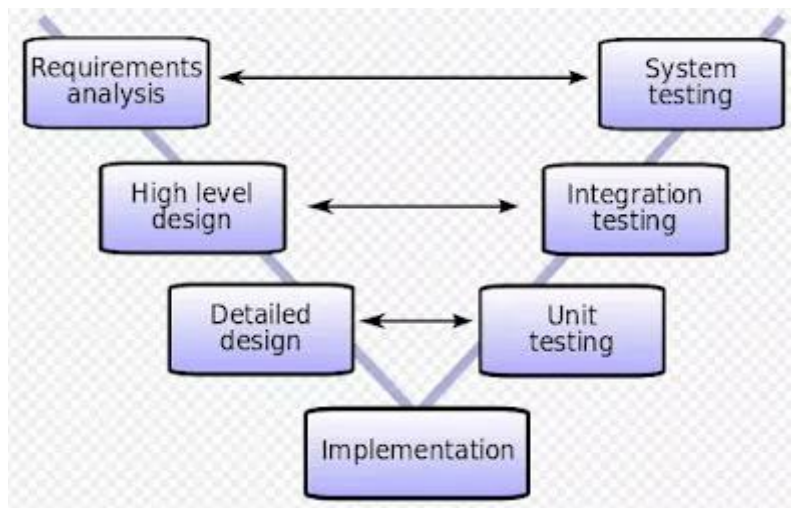 Requirements
analysis
System
testing
High level
design
Integration
testing
Detailed
design
Unit
testing
Implementation